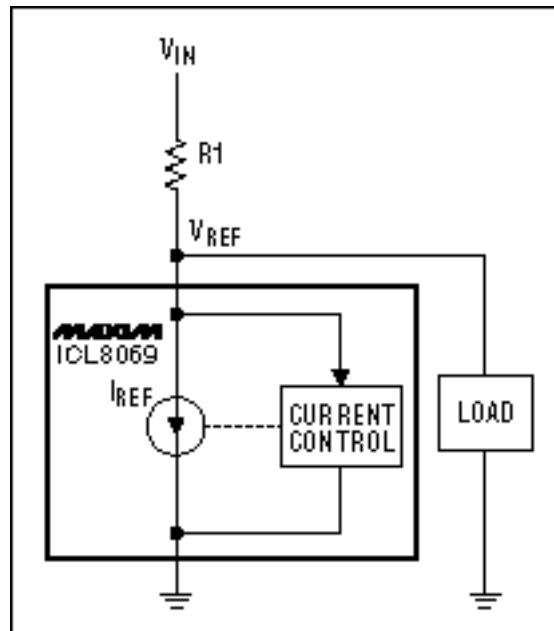 VIN
R1
VREF
MAXIM
ICL8069
IREF
CURRENT
CONTROL
LOAD